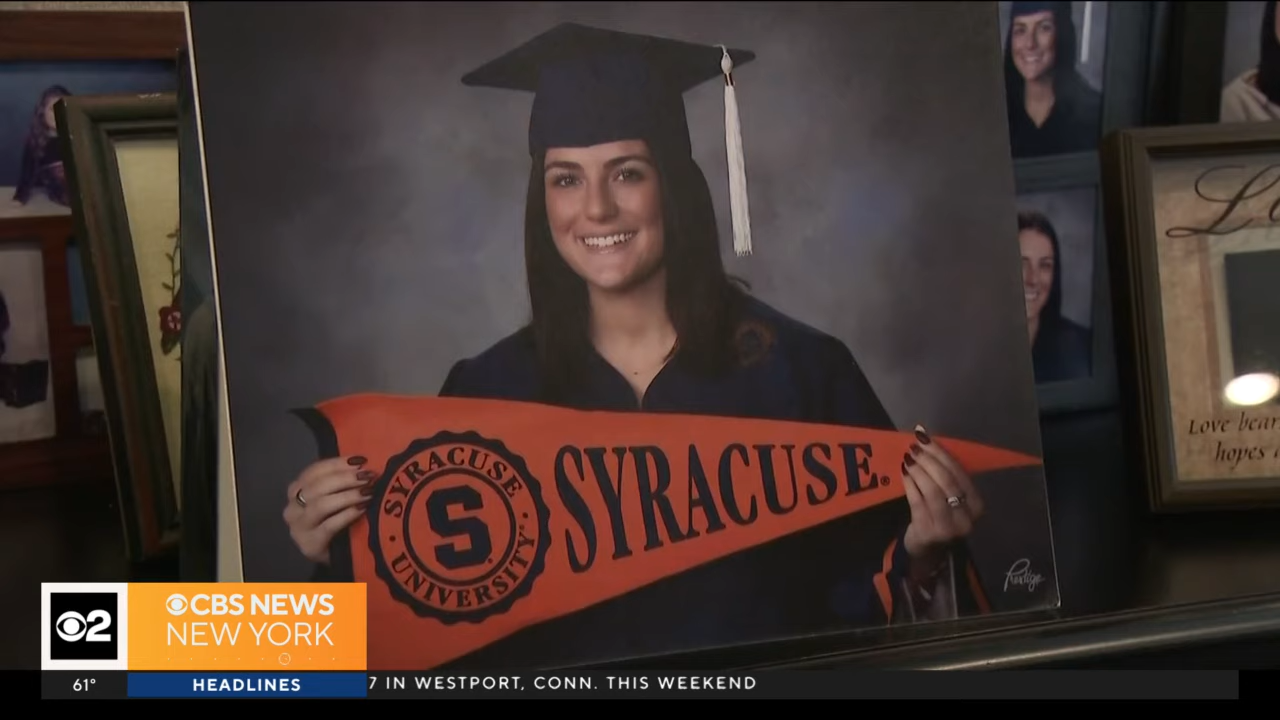 SYRACUSE
S
UNIVERSITY
SYRACUSE®
Prestige
Love bear
hopes
2
CBS NEWS
NEW YORK
61°
HEADLINES
7 IN WESTPORT, CONN. THIS WEEKEND